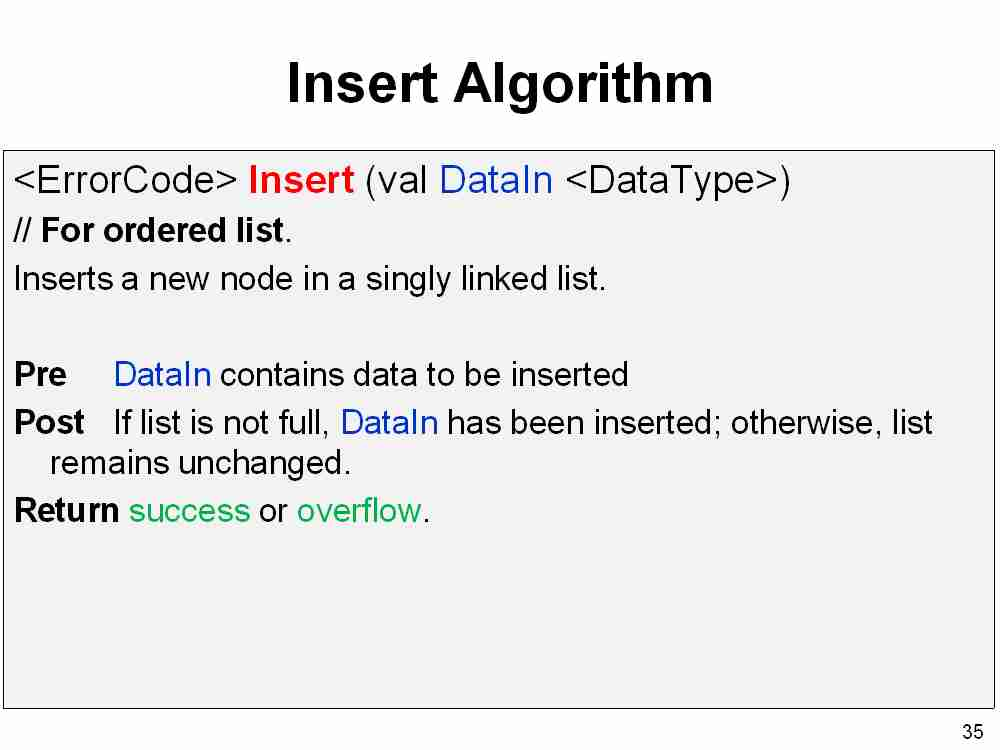 Insert Algorithm
<ErrorCode> Insert (val DataIn <DataType>)
// For ordered list.
Inserts a new node in a singly linked list.
Pre DataIn contains data to be inserted
Post If list is not full, DataIn has been inserted; otherwise, list
remains unchanged.
Return success or overflow.
35